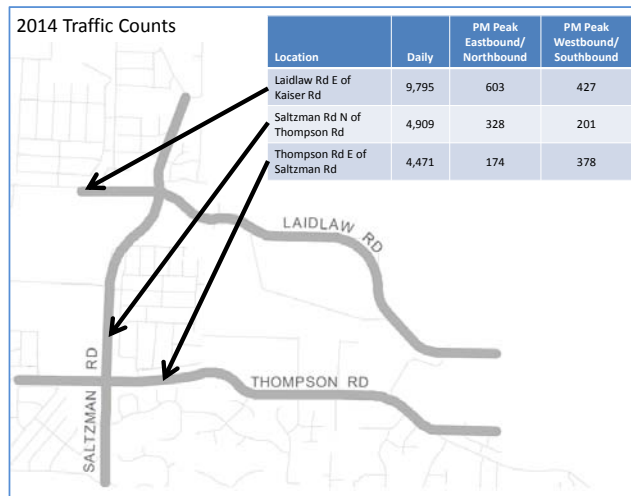 2014 Traffic Counts
Location
Daily
PM Peak
Eastbound/
Northbound
PM Peak
Westbound/
Southbound
Laidlaw Rd E of
Kaiser Rd
9,795
603
427
Saltzman Rd N of
Thompson Rd
4,909
328
201
Thompson Rd E of
Saltzman Rd
4,471
174
378
LAIDLAW RD
THOMPSON RD
SALTZMAN RD